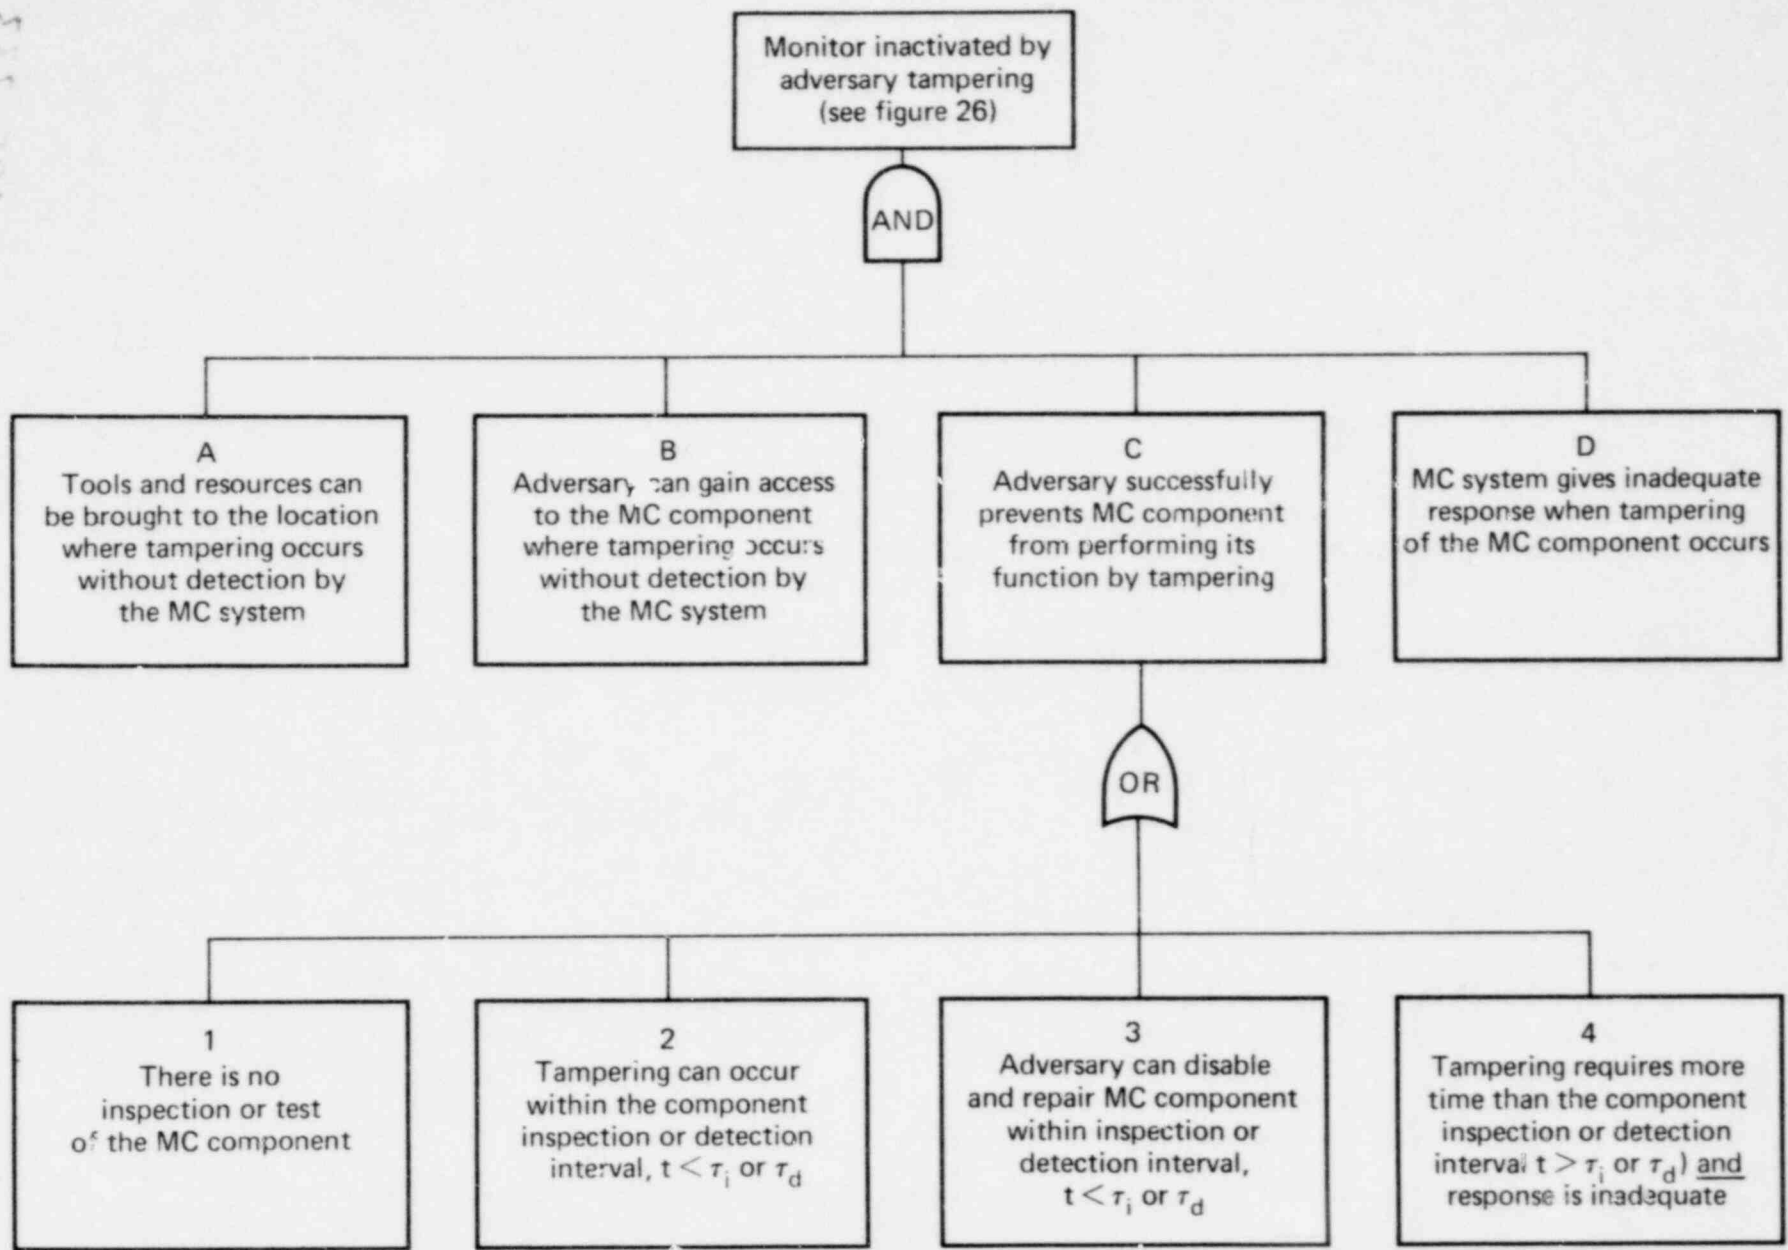 Monitor inactivated by
adversary tampering
(see figure 26)
AND
A
Tools and resources can
be brought to the location
where tampering occurs
without detection by
the MC system
B
Adversary can gain access
to the MC component
where tampering occurs
without detection by
the MC system
C
Adversary successfully
prevents MC component
from performing its
function by tampering
D
MC system gives inadequate
response when tampering
of the MC component occurs
OR
1
There is no
inspection or test
of the MC component
2
Tampering can occur
within the component
inspection or detection
interval, t < τi or τd
3
Adversary can disable
and repair MC component
within inspection or
detection interval,
t < τi or τd
4
Tampering requires more
time than the component
inspection or detection
interval t > τi or τd) and
response is inadequate